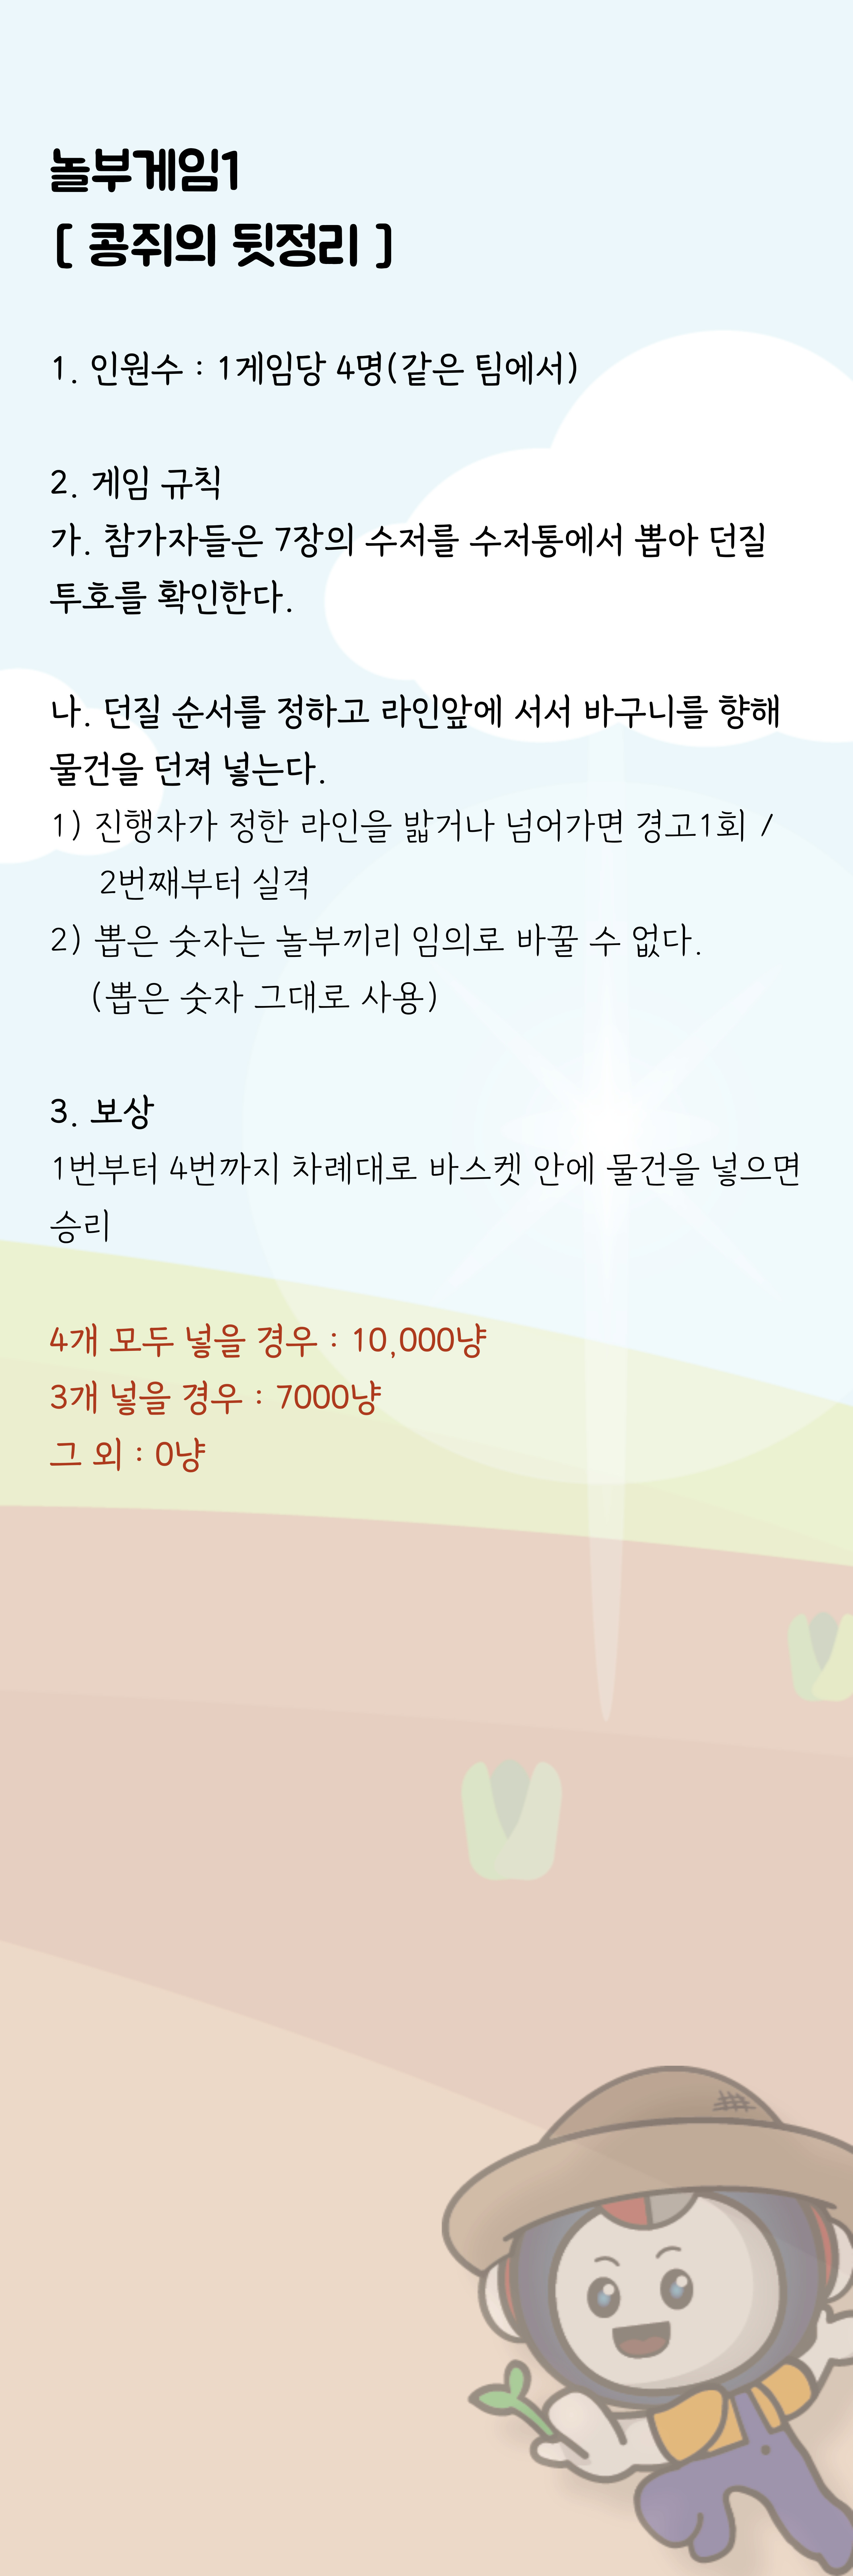 놀부게임1
[ 콩쥐의 뒷정리 ]
1. 인원수 : 1게임당 4명(같은 팀에서)
2. 게임 규칙
가. 참가자들은 7장의 수저를 수저통에서 뽑아 던질
투호를 확인한다.
나. 던질 순서를 정하고 라인앞에 서서 바구니를 향해
물건을 던져 넣는다.
1) 진행자가 정한 라인을 밟거나 넘어가면 경고1회 /
2번째부터 실격
2) 뽑은 숫자는 놀부끼리 임의로 바꿀 수 없다.
(뽑은 숫자 그대로 사용)
3. 보상
1번부터 4번까지 차례대로 바스켓 안에 물건을 넣으면
승리
4개 모두 넣을 경우 : 10,000냥
3개 넣을 경우 : 7000냥
그 외 : 0냥